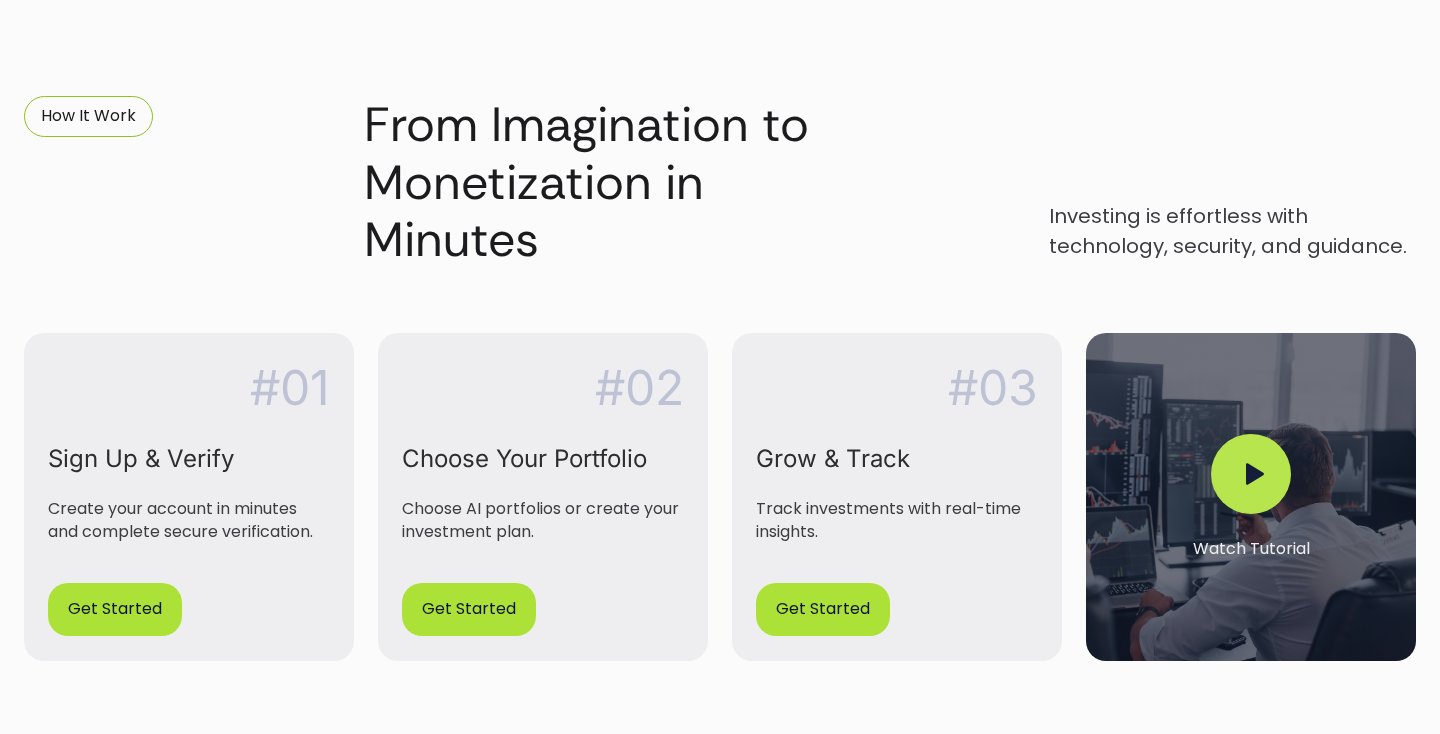 How It Work
From Imagination to
Monetization in
Minutes
Investing is effortless with
technology, security, and guidance.
#01
Sign Up & Verify
Create your account in minutes
and complete secure verification.
Get Started
#02
Choose Your Portfolio
Choose AI portfolios or create your
investment plan.
Get Started
#03
Grow & Track
Track investments with real-time
insights.
Get Started
Watch Tutorial